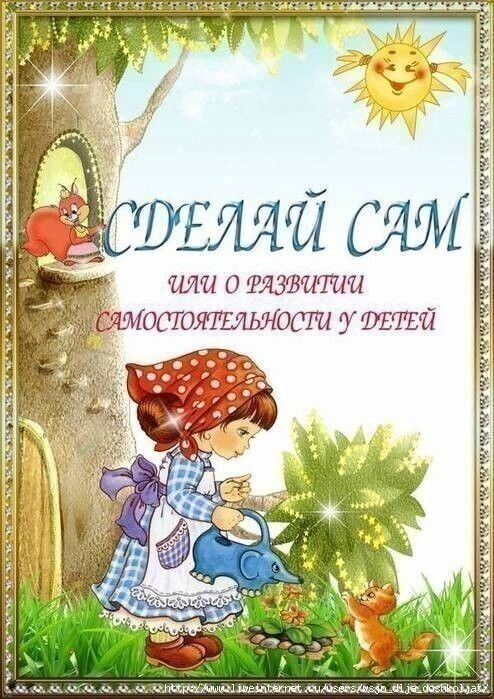 СДЕЛАЙ САМ
ИЛИ О РАЗВИТИИ
САМОСТОЯТЕЛЬНОСТИ У ДЕТЕЙ